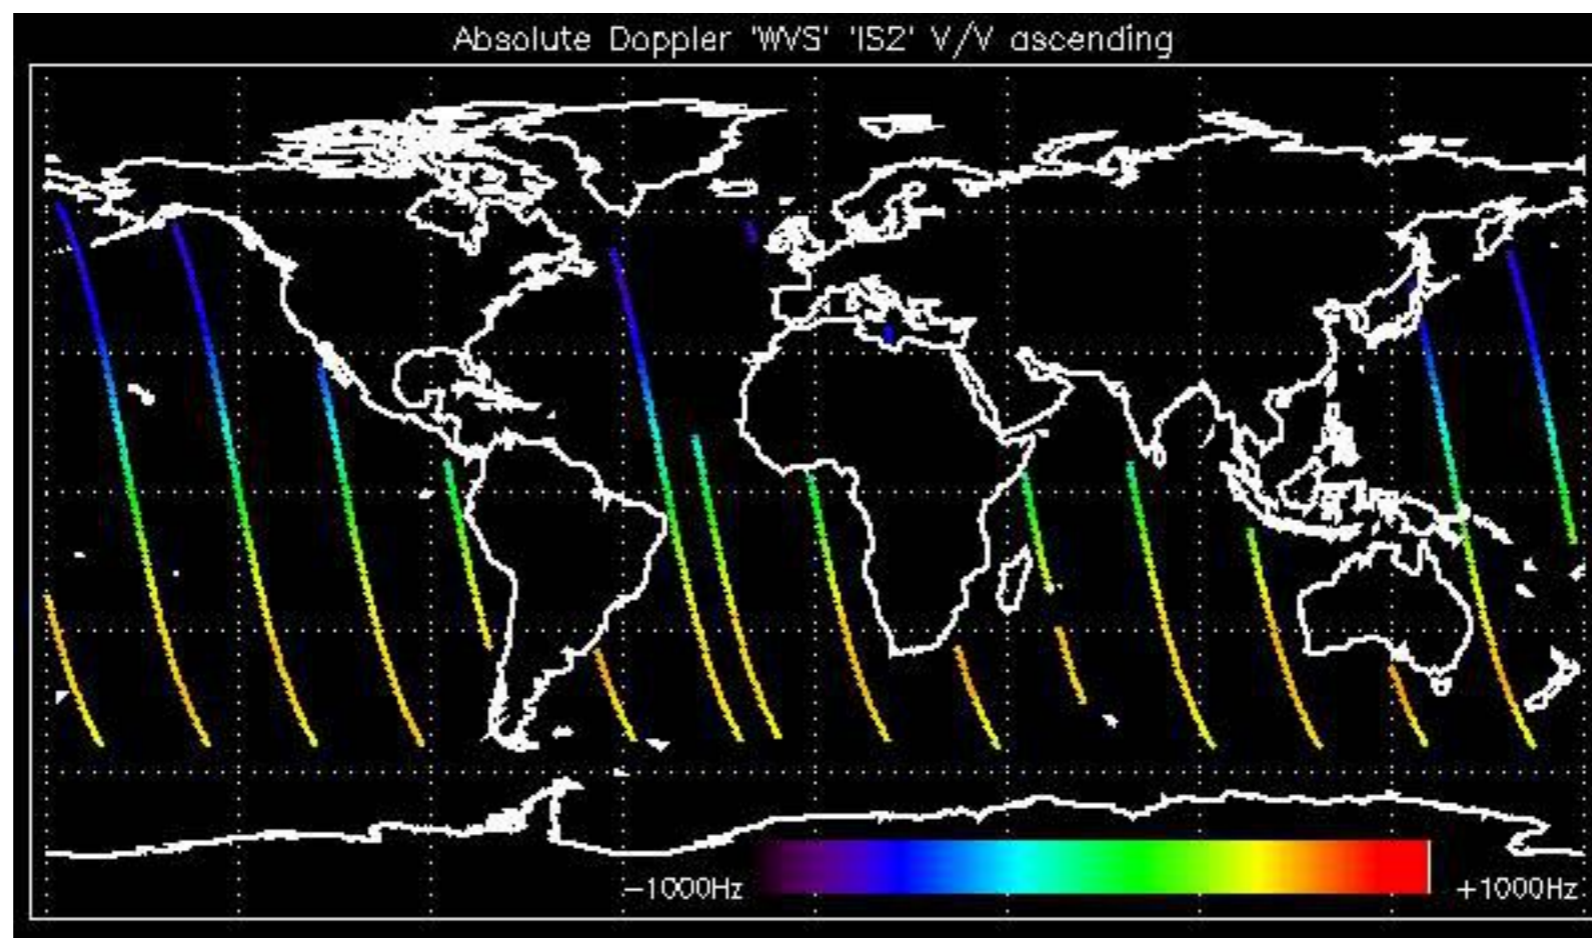 Absolute Doppler 'WVS' 'IS2' V/V ascending
−1000Hz +1000Hz